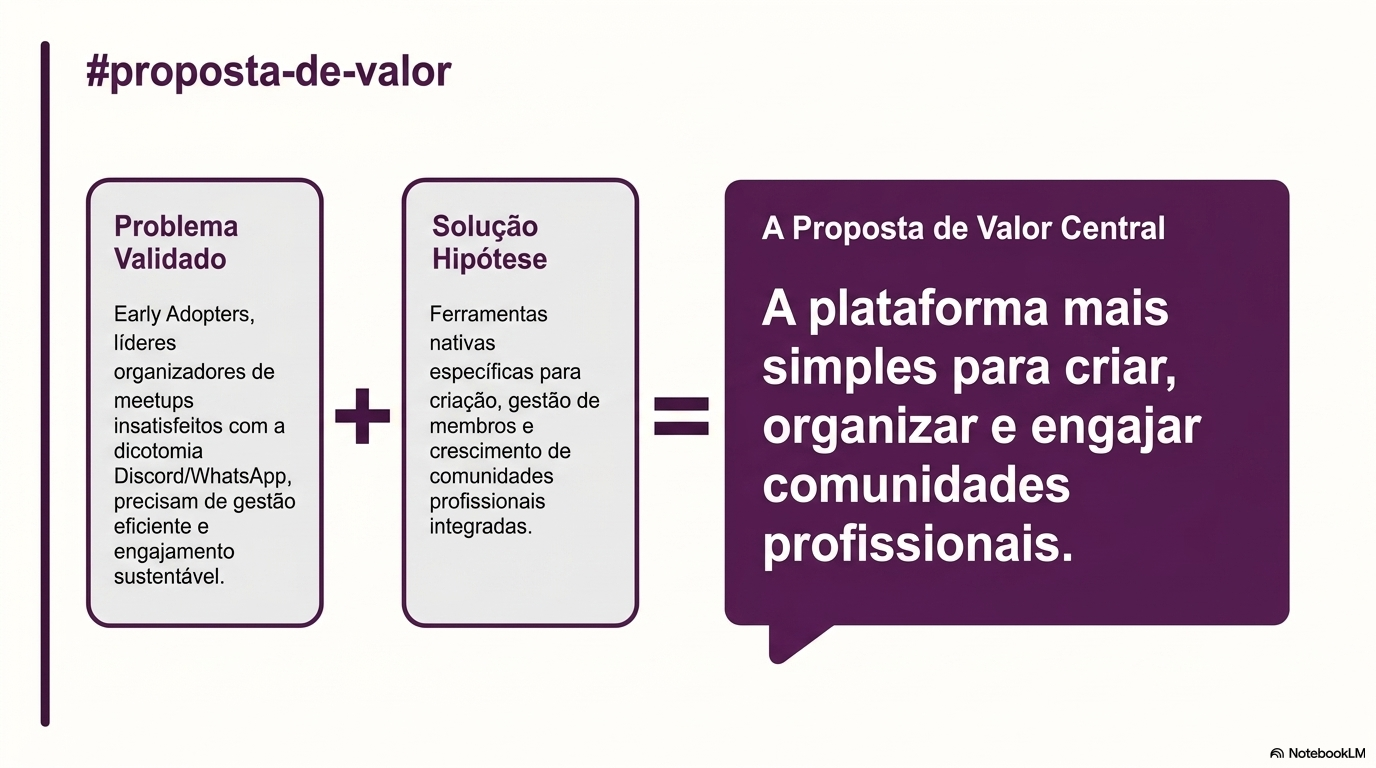 #proposta-de-valor
Problema
Validado
Early Adopters,
líderes
organizadores de
meetups
insatisfeitos com a
dicotomia
Discord/WhatsApp,
precisam de gestão
eficiente e
engajamento
sustentável.
+
Solução
Hipótese
Ferramentas
nativas
específicas para
criação, gestão de
membros e
crescimento de
comunidades
profissionais
integradas.
=
A Proposta de Valor Central
A plataforma mais
simples para criar,
organizar e engajar
comunidades
profissionais.
NotebookLM